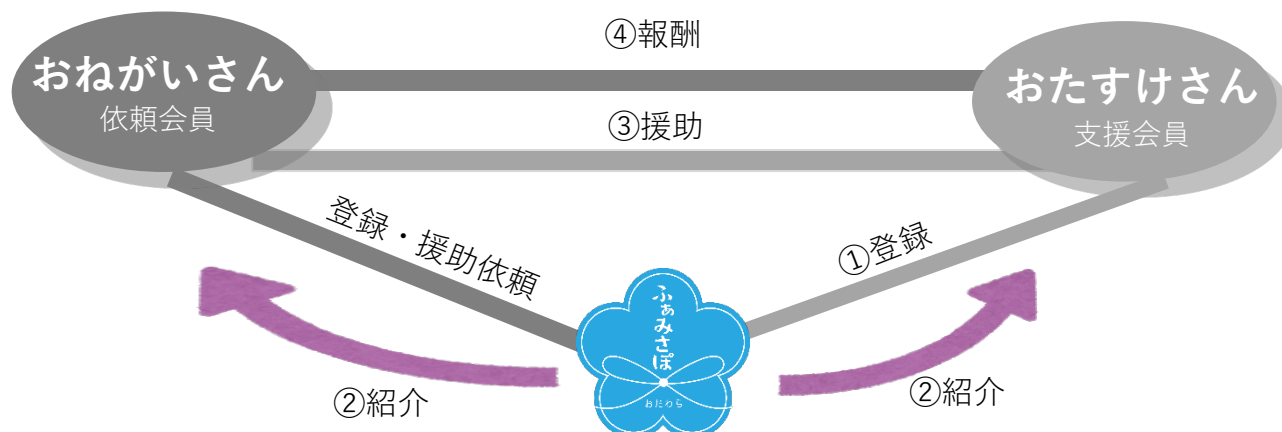 ④報酬
おねがいさん
依頼会員
おたすけさん
支援会員
③援助
登録・援助依頼
①登録
ふぁみさぽ
おだわら
②紹介
②紹介